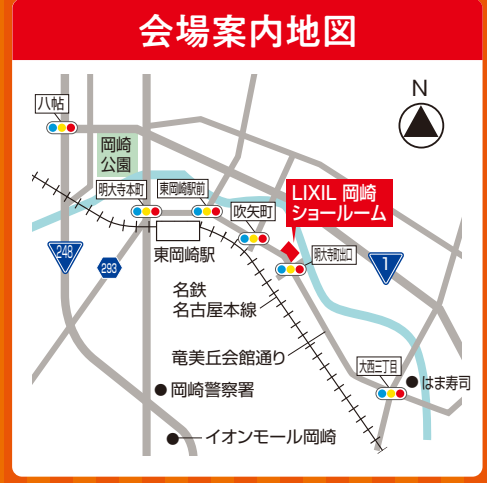 会場案内地図
N
八帖
岡崎
公園
明大寺本町
東岡崎駅前
吹矢町
LIXIL 岡崎
ショールーム
東岡崎駅
明大寺町出口
248
293
1
名鉄
名古屋本線
竜美丘会館通り
大西三丁目
はま寿司
岡崎警察署
イオンモール岡崎